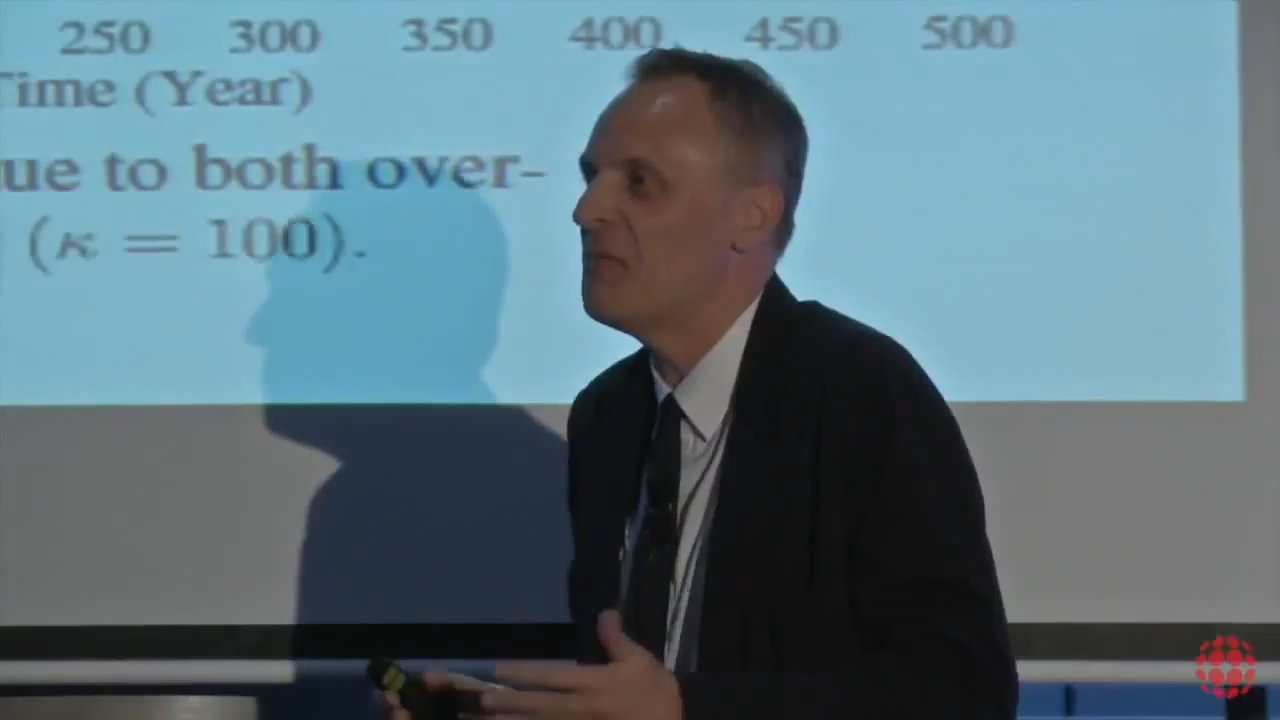 250 300 350 400 450 500
Time (Year)
ue to both over-
(κ = 100).